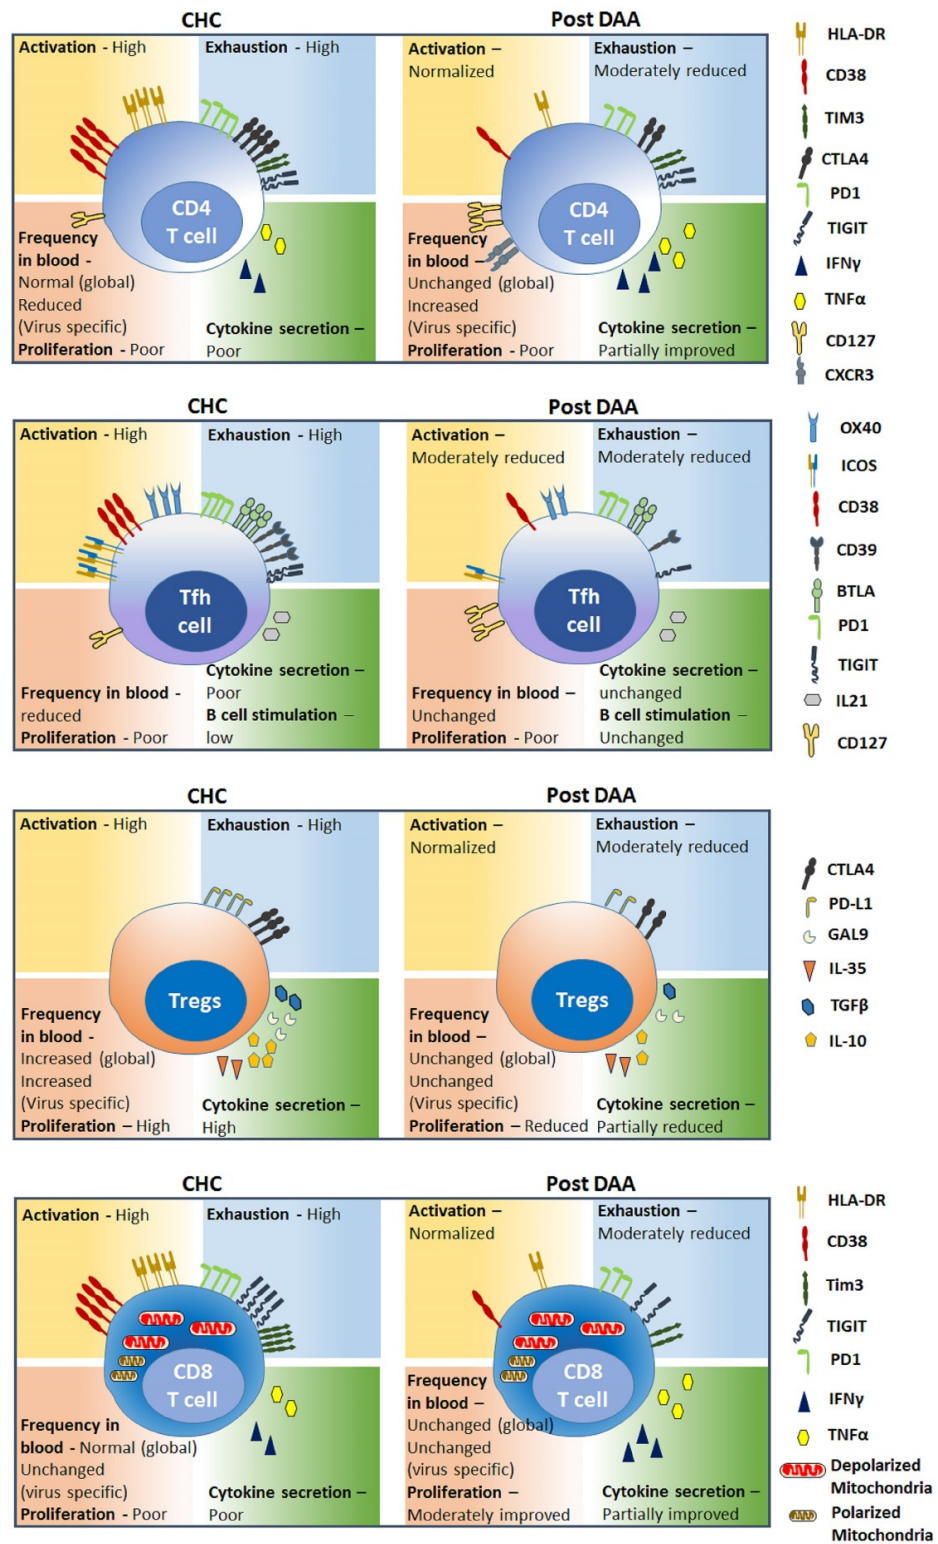 CHC
Post DAA
Activation - High
Exhaustion - High
Activation –
Normalized
Exhaustion –
Moderately reduced
CD4
T cell
Frequency
in blood -
Normal (global)
Reduced
(Virus specific)
Proliferation - Poor
Cytokine secretion –
Poor
CD4
T cell
Frequency
in blood –
Unchanged (global)
Increased
(Virus specific)
Proliferation - Poor
Cytokine secretion –
Partially improved
HLA-DR
CD38
TIM3
CTLA4
PD1
TIGIT
IFNγ
TNFα
CD127
CXCR3
CHC
Post DAA
Activation - High
Exhaustion - High
Activation –
Moderately reduced
Exhaustion –
Moderately reduced
Tfh
cell
Frequency in blood -
reduced
Proliferation - Poor
Cytokine secretion –
Poor
B cell stimulation –
low
Tfh
cell
Frequency in blood –
Unchanged
Proliferation - Poor
Cytokine secretion –
unchanged
B cell stimulation –
Unchanged
OX40
ICOS
CD38
CD39
BTLA
PD1
TIGIT
IL21
CD127
CHC
Post DAA
Activation - High
Exhaustion - High
Activation –
Normalized
Exhaustion –
Moderately reduced
Tregs
Frequency
in blood -
Increased (global)
Increased
(Virus specific)
Proliferation – High
Cytokine secretion –
High
Tregs
Frequency
in blood –
Unchanged (global)
Unchanged
(Virus specific)
Proliferation – Reduced
Cytokine secretion –
Partially reduced
CTLA4
PD-L1
GAL9
IL-35
TGFβ
IL-10
CHC
Post DAA
Activation - High
Exhaustion - High
Activation –
Normalized
Exhaustion –
Moderately reduced
CD8
T cell
Frequency in
blood - Normal (global)
Unchanged
(virus specific)
Proliferation - Poor
Cytokine secretion –
Poor
CD8
T cell
Frequency
in blood –
Unchanged (global)
Unchanged
(virus specific)
Proliferation –
Moderately improved
Cytokine secretion –
Partially improved
HLA-DR
CD38
Tim3
TIGIT
PD1
IFNγ
TNFα
Depolarized
Mitochondria
Polarized
Mitochondria